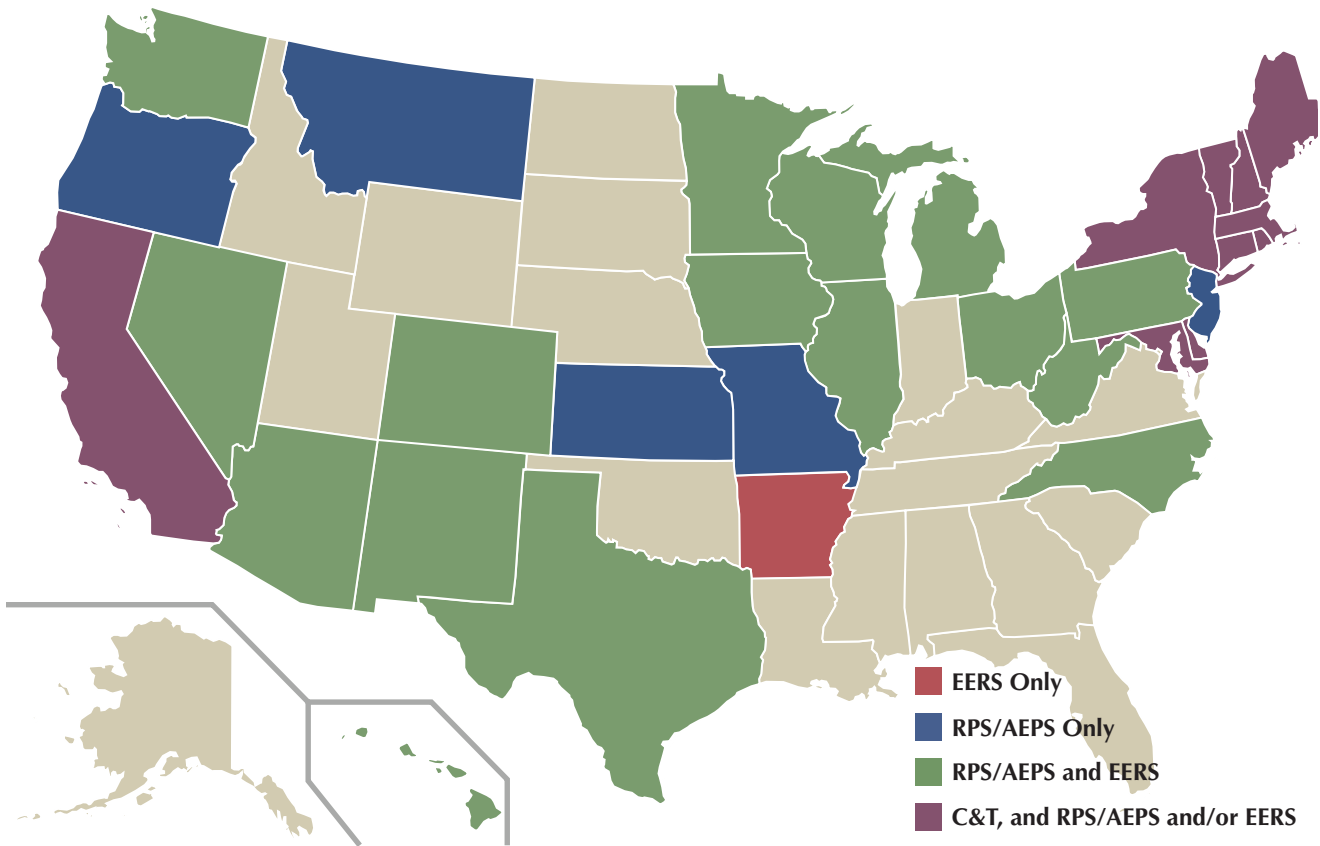 EERS Only
RPS/AEPS Only
RPS/AEPS and EERS
C&T, and RPS/AEPS and/or EERS